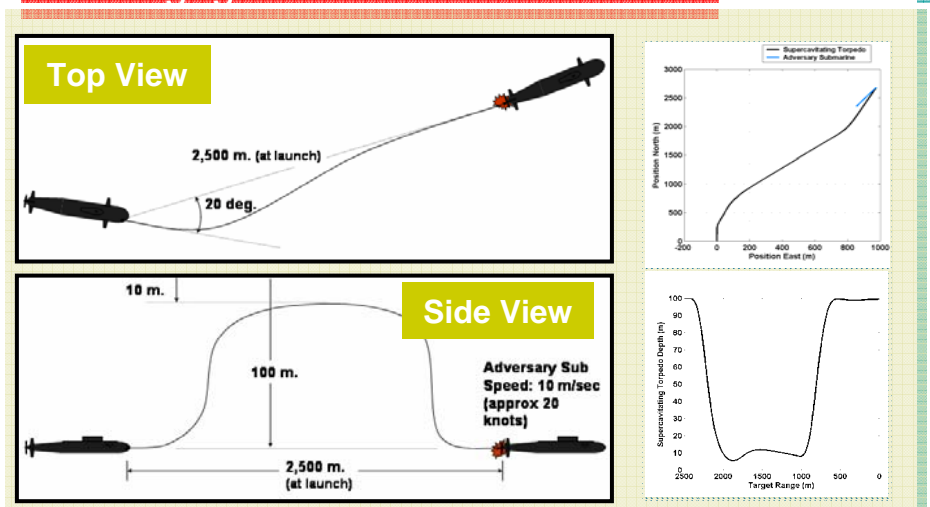 Top View
2,500 m. (at launch)
20 deg.
Supercavitating Torpedo
Adversary Submarine
3000
2500
2000
1500
1000
500
0
-200 0 200 400 600 800 1000
Position North (m)
Position East (m)
Side View
10 m.
100 m.
Adversary Sub
Speed: 10 m/sec
(approx 20
knots)
2,500 m.
(at launch)
100
90
80
70
60
50
40
30
20
10
0
2500 2000 1500 1000 500 0
Supercavitating Torpedo Depth (m)
Target Range (m)